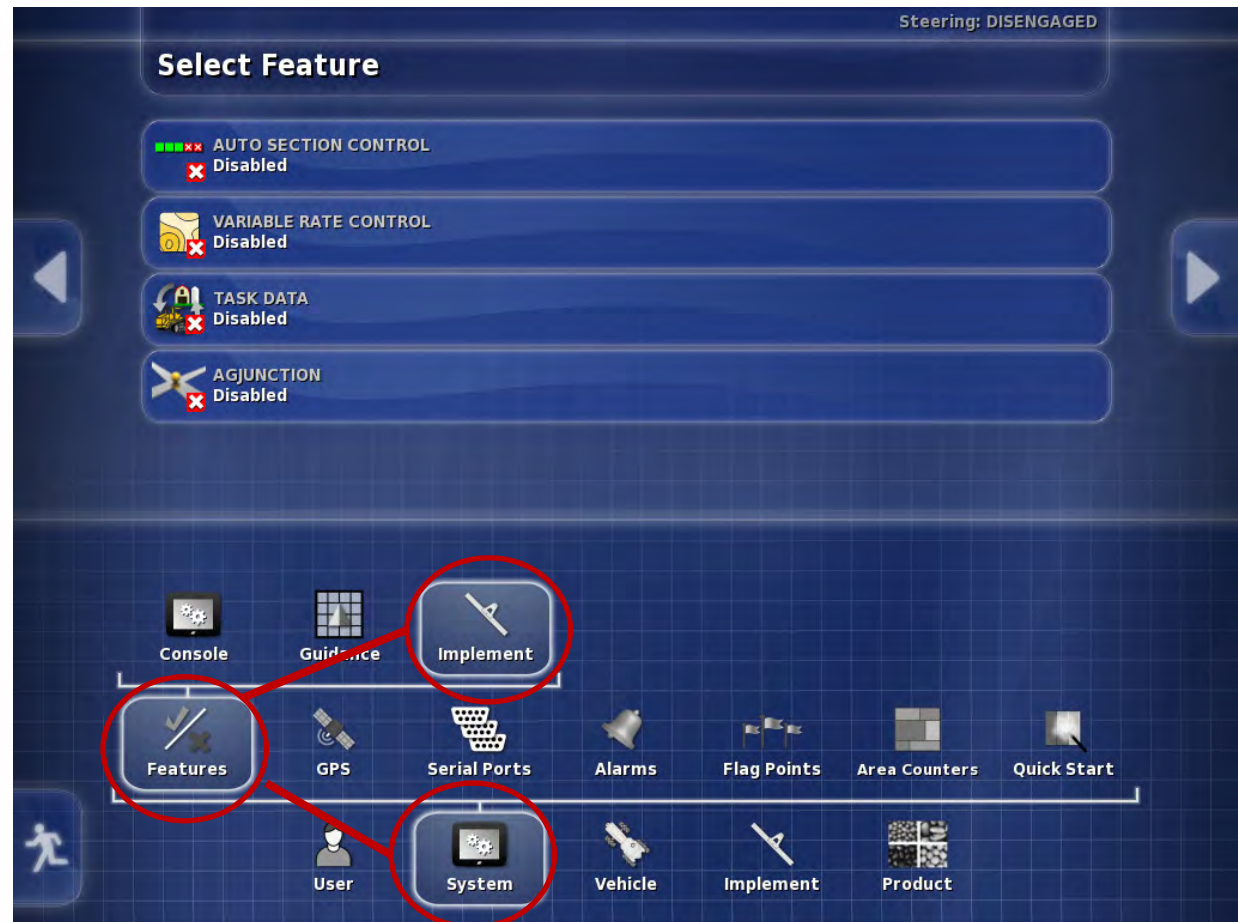 Steering: DISENGAGED
Select Feature
AUTO SECTION CONTROL
Disabled
VARIABLE RATE CONTROL
Disabled
TASK DATA
Disabled
AGJUNCTION
Disabled
Console Guidance Implement
Features GPS Serial Ports Alarms Flag Points Area Counters Quick Start
User System Vehicle Implement Product